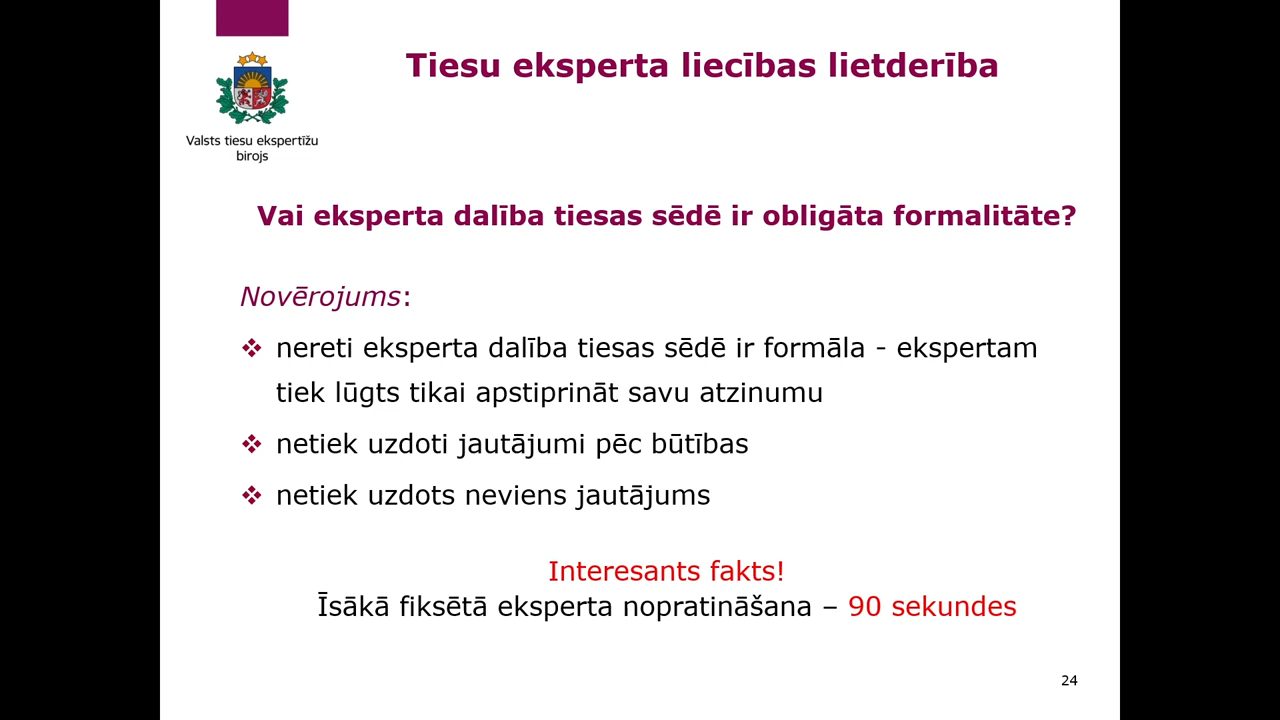 Tiesu eksperta liecības lietderība
Valsts tiesu ekspertīžu
birojs
Vai eksperta dalība tiesas sēdē ir obligāta formalitāte?
Novērojums:
❖ nereti eksperta dalība tiesas sēdē ir formāla - ekspertam
tiek lūgts tikai apstiprināt savu atzinumu
❖ netiek uzdoti jautājumi pēc būtības
❖ netiek uzdots neviens jautājums
Interesants fakts!
Īsākā fiksētā eksperta nopratināšana – 90 sekundes
24